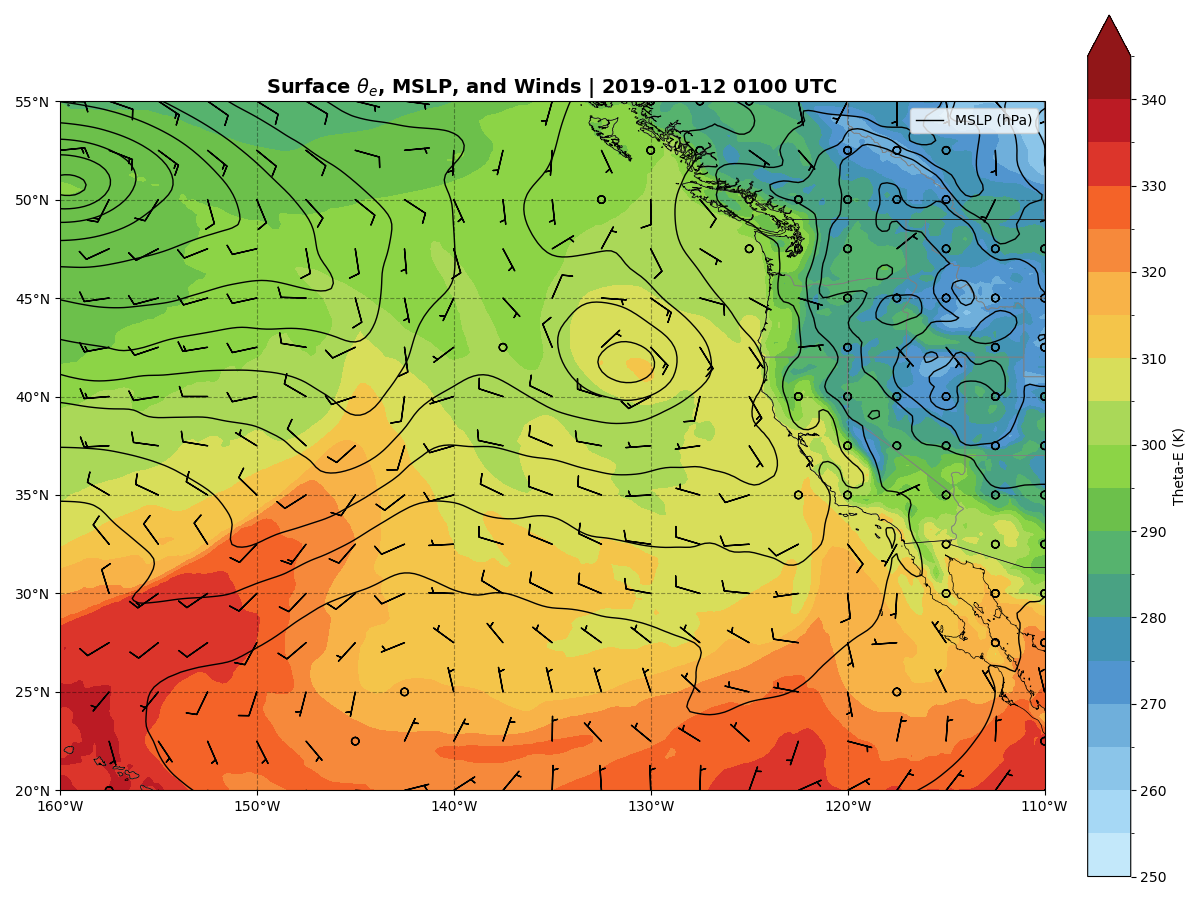 Surface θe, MSLP, and Winds | 2019-01-12 0100 UTC
MSLP (hPa)
55°N
50°N
45°N
40°N
35°N
30°N
25°N
20°N
160°W
150°W
140°W
130°W
120°W
110°W
340
330
320
310
300
290
280
270
260
250
Theta-E (K)